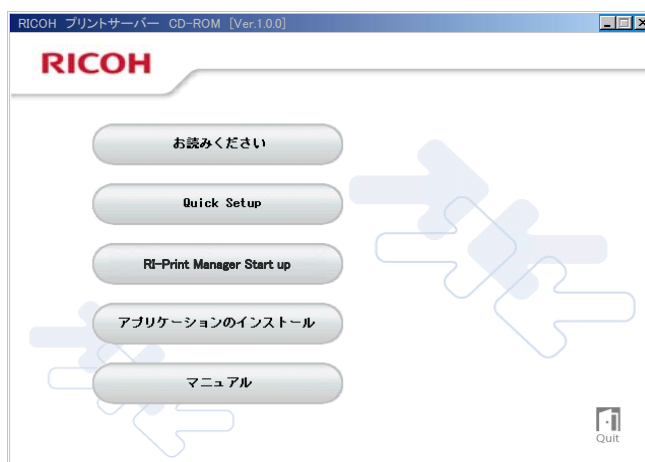 RICOH プリントサーバー CD-ROM [Ver.1.0.0]
RICOH
お読みください
Quick Setup
RI-Print Manager Start up
アプリケーションのインストール
マニュアル
Quit